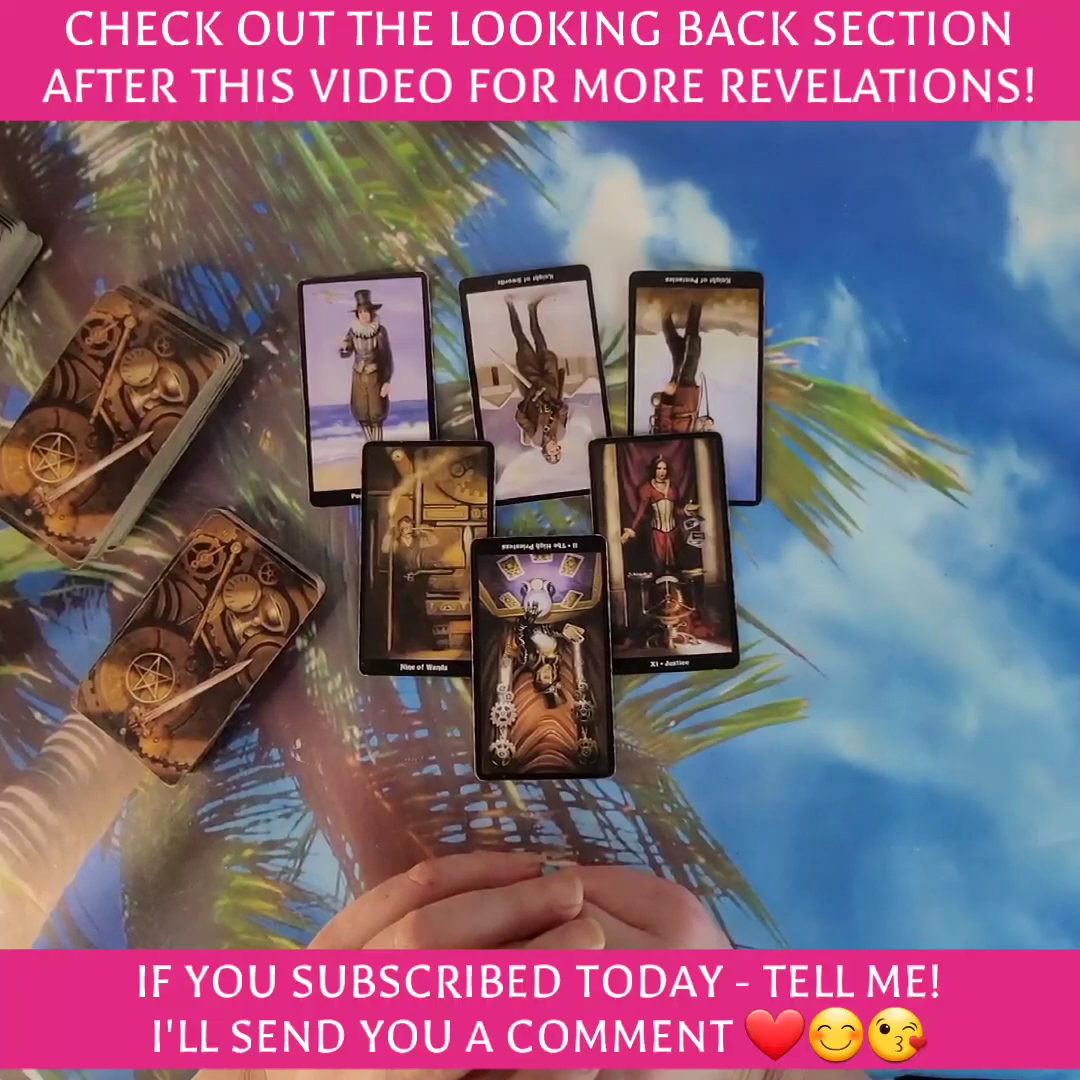 CHECK OUT THE LOOKING BACK SECTION
AFTER THIS VIDEO FOR MORE REVELATIONS!
Knight of Swords
Knight of Pentacles
Nine of Wands
XI • Justice
II • The High Priestess
IF YOU SUBSCRIBED TODAY - TELL ME!
I'LL SEND YOU A COMMENT ❤️😊😘